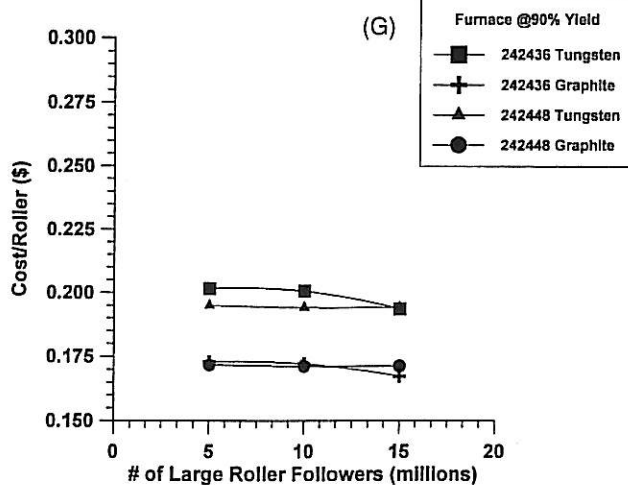 (G)
Furnace @90% Yield
242436 Tungsten
242436 Graphite
242448 Tungsten
242448 Graphite
0.300
0.275
0.250
0.225
0.200
0.175
0.150
Cost/Roller ($)
0 5 10 15 20
# of Large Roller Followers (millions)